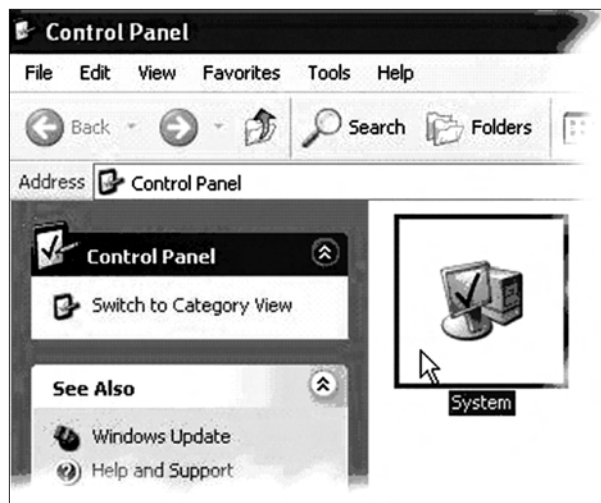 Control Panel
File Edit View Favorites Tools Help
Back Search Folders
Address Control Panel
Control Panel
Switch to Category View
See Also
Windows Update
Help and Support
System